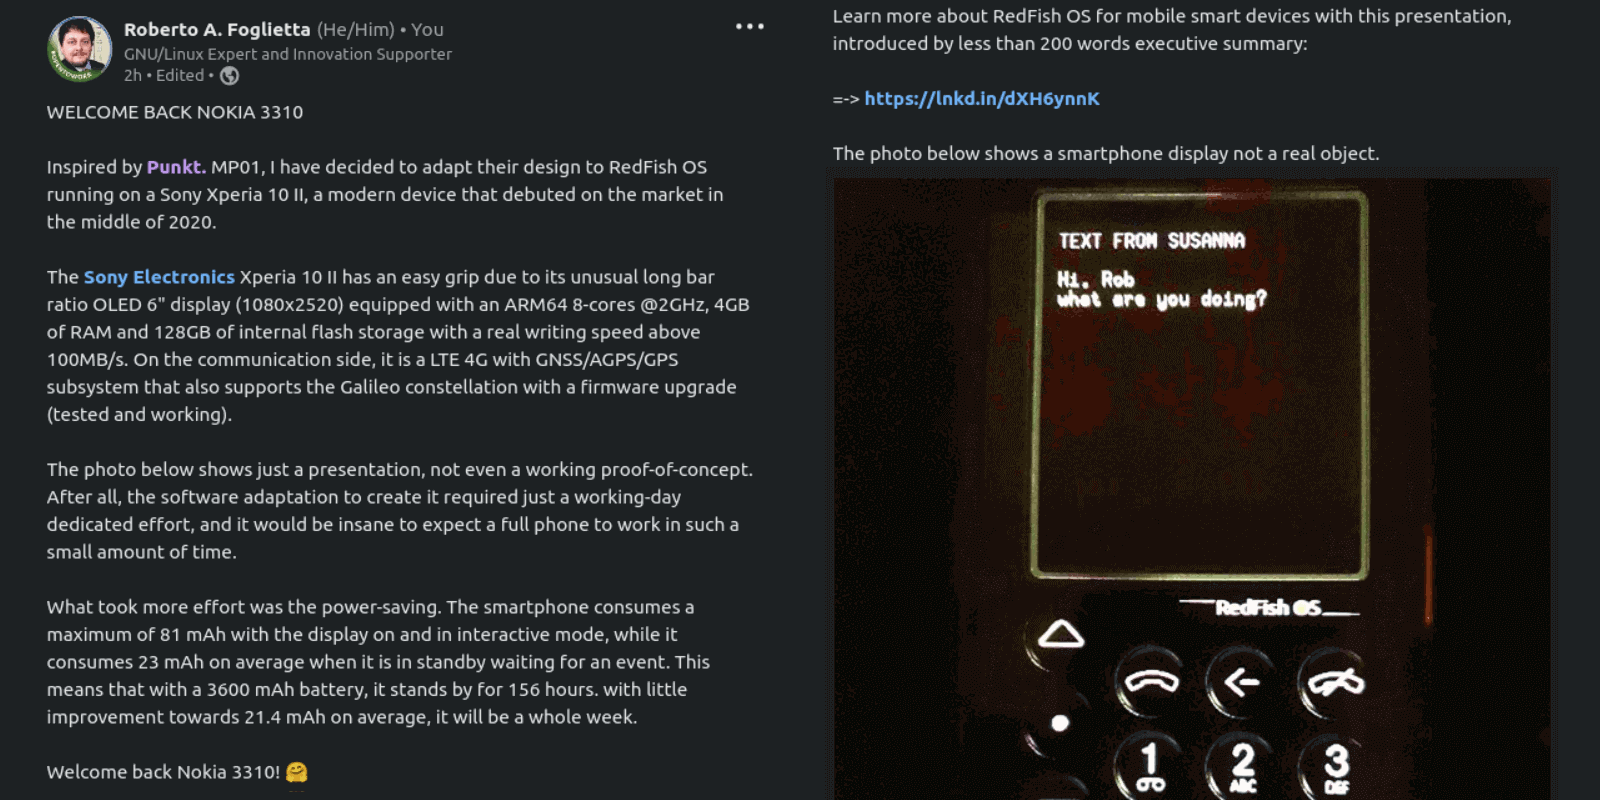 Roberto A. Foglietta (He/Him) • You
GNU/Linux Expert and Innovation Supporter
2h • Edited •
WELCOME BACK NOKIA 3310
Inspired by Punkt. MP01, I have decided to adapt their design to RedFish OS
running on a Sony Xperia 10 II, a modern device that debuted on the market in
the middle of 2020.
The Sony Electronics Xperia 10 II has an easy grip due to its unusual long bar
ratio OLED 6" display (1080x2520) equipped with an ARM64 8-cores @2GHz, 4GB
of RAM and 128GB of internal flash storage with a real writing speed above
100MB/s. On the communication side, it is a LTE 4G with GNSS/AGPS/GPS
subsystem that also supports the Galileo constellation with a firmware upgrade
(tested and working).
The photo below shows just a presentation, not even a working proof-of-concept.
After all, the software adaptation to create it required just a working-day
dedicated effort, and it would be insane to expect a full phone to work in such a
small amount of time.
What took more effort was the power-saving. The smartphone consumes a
maximum of 81 mAh with the display on and in interactive mode, while it
consumes 23 mAh on average when it is in standby waiting for an event. This
means that with a 3600 mAh battery, it stands by for 156 hours. with little
improvement towards 21.4 mAh on average, it will be a whole week.
Welcome back Nokia 3310! 🤗
Learn more about RedFish OS for mobile smart devices with this presentation,
introduced by less than 200 words executive summary:
=-> https://lnkd.in/dXH6ynnK
The photo below shows a smartphone display not a real object.
TEXT FROM SUSANNA
Hi. Rob
what are you doing?
RedFish OS
1 2 3
ABC DEF